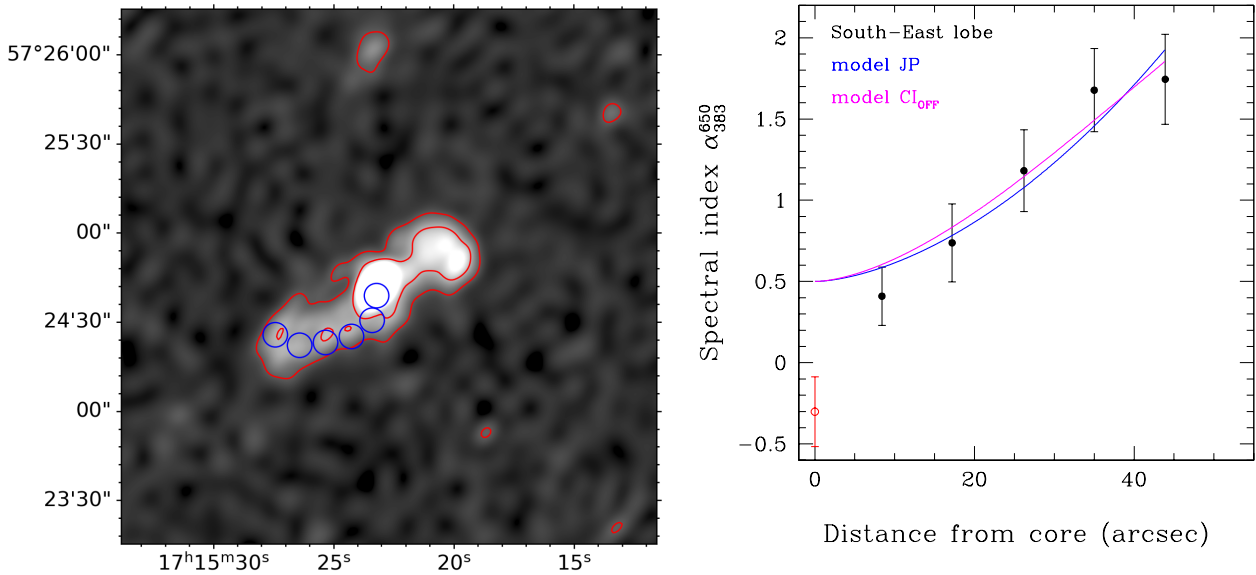 57°26'00"
25'30"
00"
24'30"
00"
23'30"
17ʰ15ᵐ30ˢ 25ˢ 20ˢ 15ˢ
South-East lobe
model JP
model CI_OFF
Spectral index α⁶⁵⁰₃₈₃
2
1.5
1
0.5
0
−0.5
0 20 40
Distance from core (arcsec)